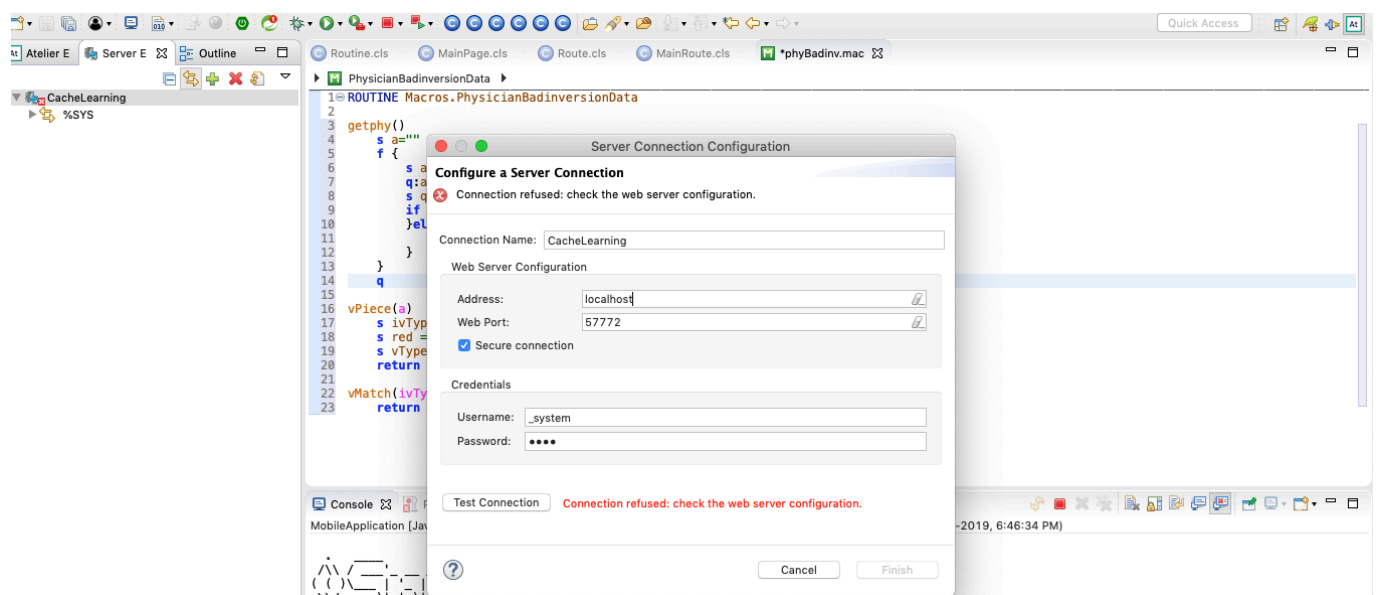 Quick Access
Atelier E
Server E
Outline
Routine.cls
MainPage.cls
Route.cls
MainRoute.cls
*phyBadinv.mac
PhysicianBadinversionData
CacheLearning
%SYS
1 ROUTINE Macros.PhysicianBadinversionData
2
3 getphy()
4 s a=""
5 f {
6 s a
7 q:a
8 s q
9 if
10 }el
11
12 }
13 }
14 q
15
16 vPiece(a)
17 s ivTyp
18 s red =
19 s vType
20 return
21
22 vMatch(ivTy
23 return
Server Connection Configuration
Configure a Server Connection
Connection refused: check the web server configuration.
Connection Name: CacheLearning
Web Server Configuration
Address: localhost
Web Port: 57772
Secure connection
Credentials
Username: _system
Password: ••••
Test Connection
Connection refused: check the web server configuration.
Cancel
Finish
Console
MobileApplication [Jav
-2019, 6:46:34 PM)